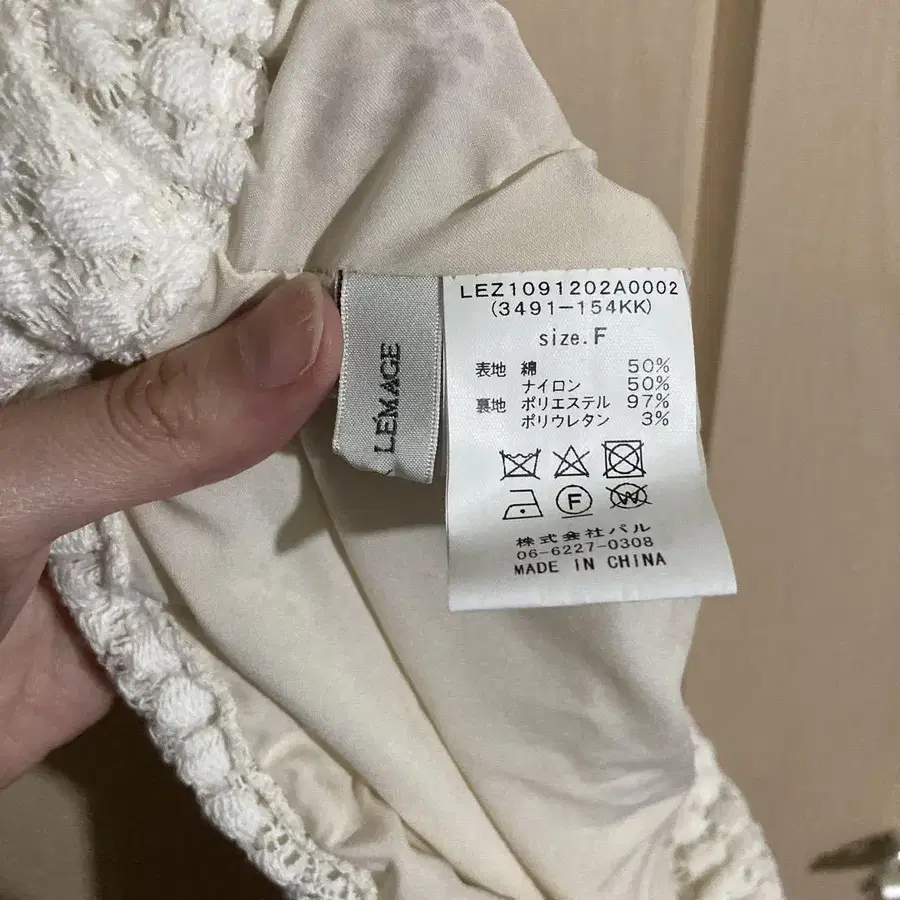 LÉMAGE
LEZ1091202A0002
(3491-154KK)
size.F
表地 綿 50%
ナイロン 50%
裏地 ポリエステル 97%
ポリウレタン 3%
F
W
株式会社パル
06-6227-0308
MADE IN CHINA